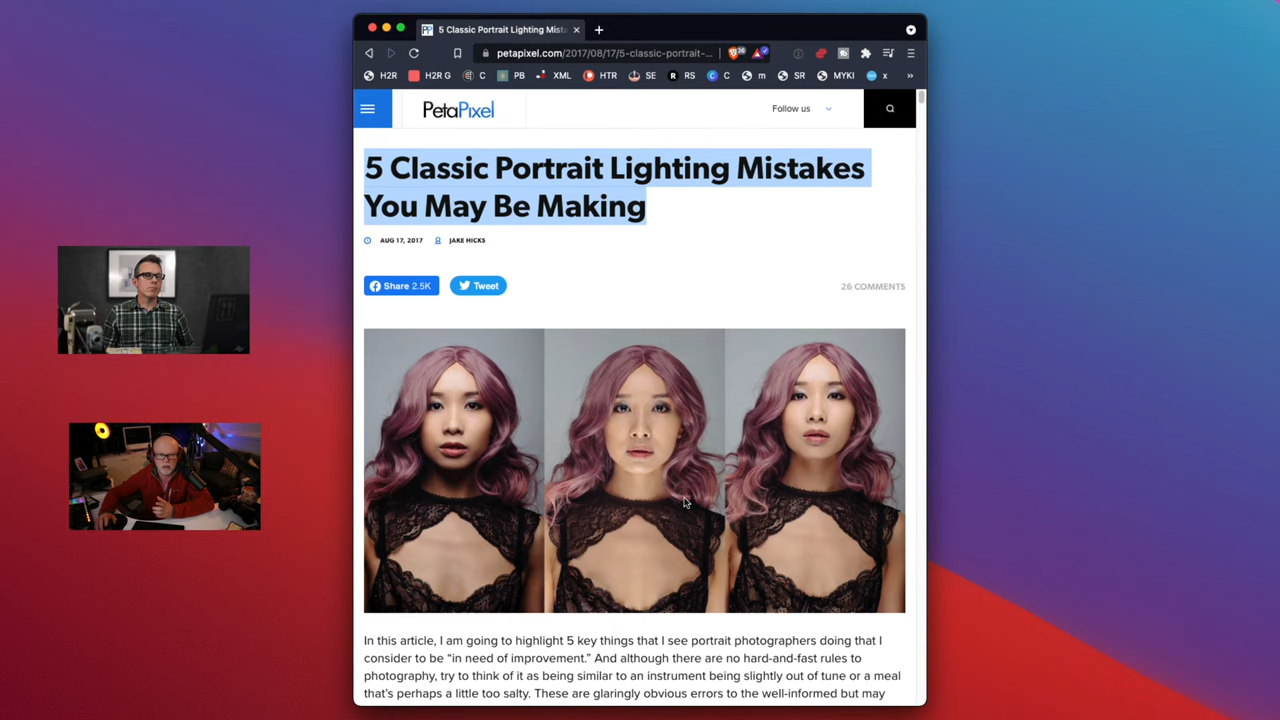 5 Classic Portrait Lighting Mista
petapixel.com/2017/08/17/5-classic-portrait-...
H2R H2R G C PB XML HTR SE RS C m SR MYKI x »
PetaPixel
Follow us
5 Classic Portrait Lighting Mistakes
You May Be Making
AUG 17, 2017 JAKE HICKS
Share 2.5K Tweet
26 COMMENTS
In this article, I am going to highlight 5 key things that I see portrait photographers doing that I
consider to be “in need of improvement.” And although there are no hard-and-fast rules to
photography, try to think of it as being similar to an instrument being slightly out of tune or a meal
that’s perhaps a little too salty. These are glaringly obvious errors to the well-informed but may